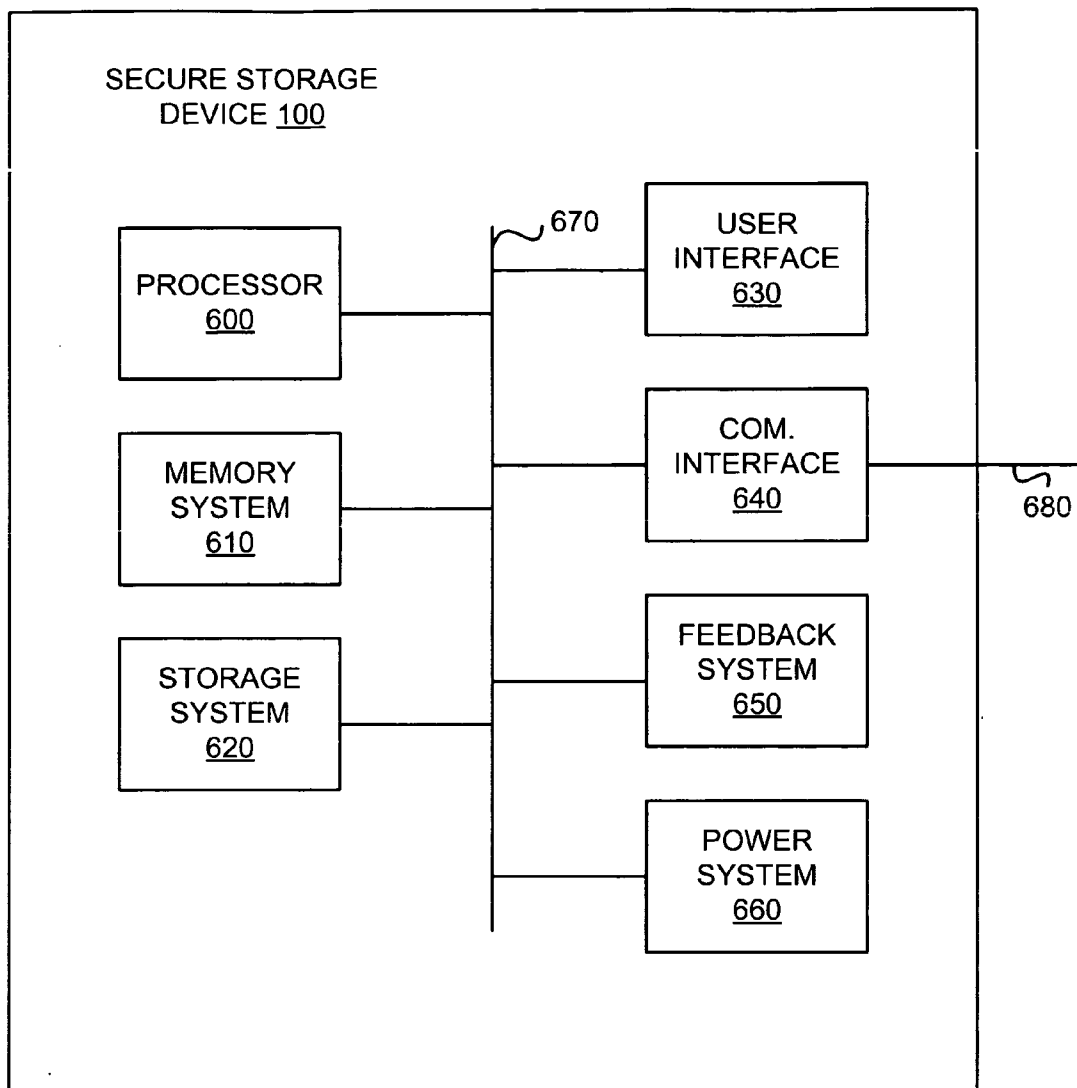 SECURE STORAGE
DEVICE 100
670
USER
INTERFACE
630
PROCESSOR
600
COM.
INTERFACE
640
680
MEMORY
SYSTEM
610
FEEDBACK
SYSTEM
650
STORAGE
SYSTEM
620
POWER
SYSTEM
660